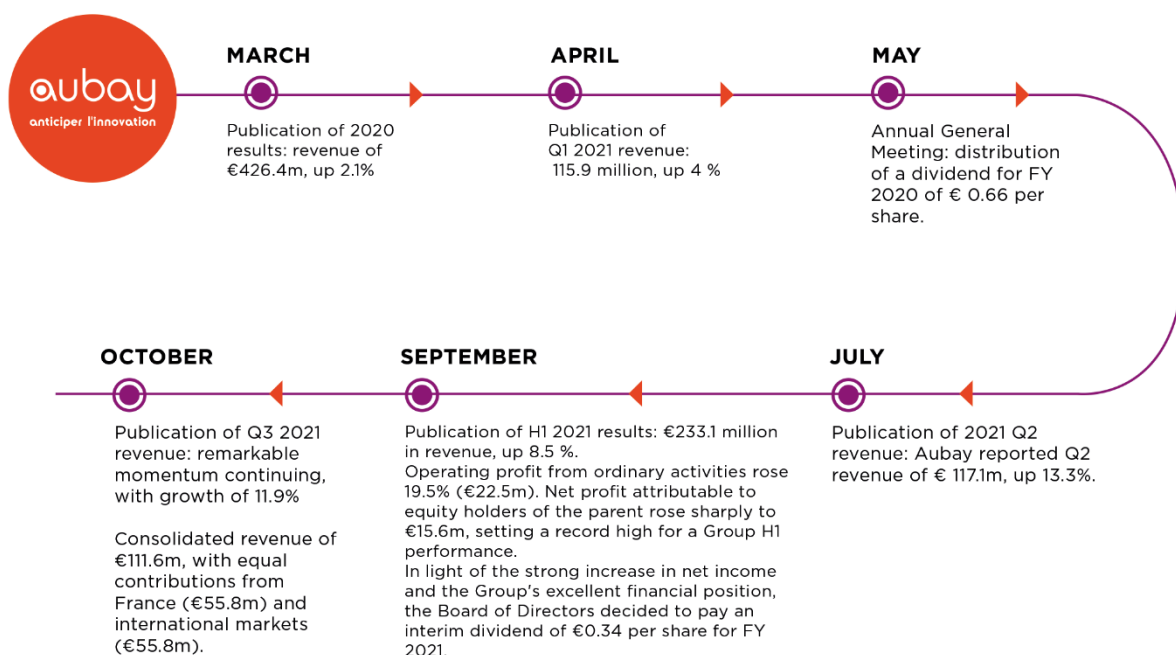 aubay
anticiper l'innovation
MARCH
Publication of 2020
results: revenue of
€426.4m, up 2.1%
APRIL
Publication of
Q1 2021 revenue:
115.9 million, up 4 %
MAY
Annual General
Meeting: distribution
of a dividend for FY
2020 of € 0.66 per
share.
JULY
Publication of 2021 Q2
revenue: Aubay reported Q2
revenue of € 117.1m, up 13.3%.
SEPTEMBER
Publication of H1 2021 results: €233.1 million
in revenue, up 8.5 %.
Operating profit from ordinary activities rose
19.5% (€22.5m). Net profit attributable to
equity holders of the parent rose sharply to
€15.6m, setting a record high for a Group H1
performance.
In light of the strong increase in net income
and the Group's excellent financial position,
the Board of Directors decided to pay an
interim dividend of €0.34 per share for FY
2021.
OCTOBER
Publication of Q3 2021
revenue: remarkable
momentum continuing,
with growth of 11.9%
Consolidated revenue of
€111.6m, with equal
contributions from
France (€55.8m) and
international markets
(€55.8m).